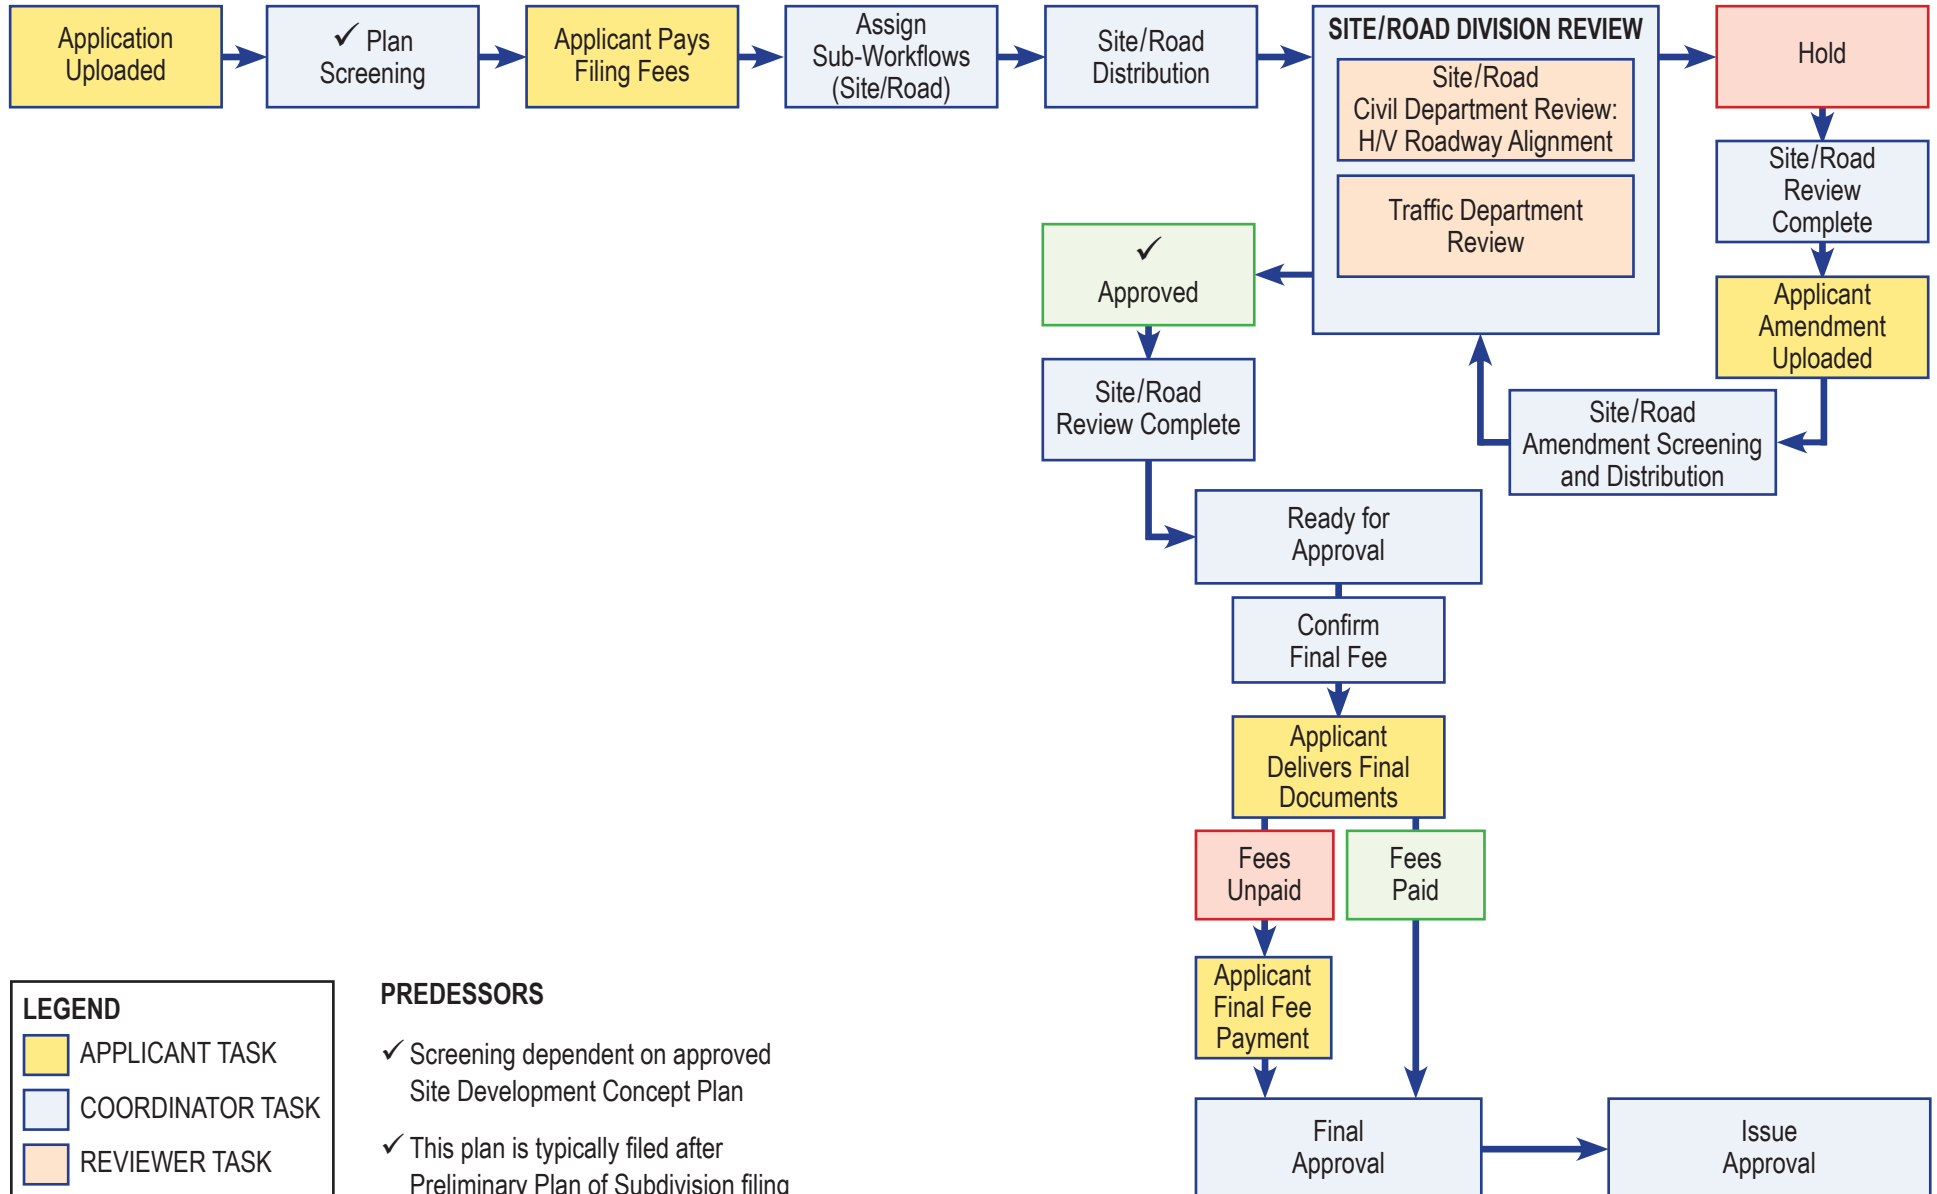 Application
Uploaded
✓ Plan
Screening
Applicant Pays
Filing Fees
Assign
Sub-Workflows
(Site/Road)
Site/Road
Distribution
SITE/ROAD DIVISION REVIEW
Site/Road
Civil Department Review:
H/V Roadway Alignment
Traffic Department
Review
Hold
Site/Road
Review
Complete
Applicant
Amendment
Uploaded
Site/Road
Amendment Screening
and Distribution
✓
Approved
Site/Road
Review Complete
Ready for
Approval
Confirm
Final Fee
Applicant
Delivers Final
Documents
Fees
Unpaid
Fees
Paid
Applicant
Final Fee
Payment
Final
Approval
Issue
Approval
LEGEND
APPLICANT TASK
COORDINATOR TASK
REVIEWER TASK
PREDESSORS
✓ Screening dependent on approved
Site Development Concept Plan
✓ This plan is typically filed after
Preliminary Plan of Subdivision filing